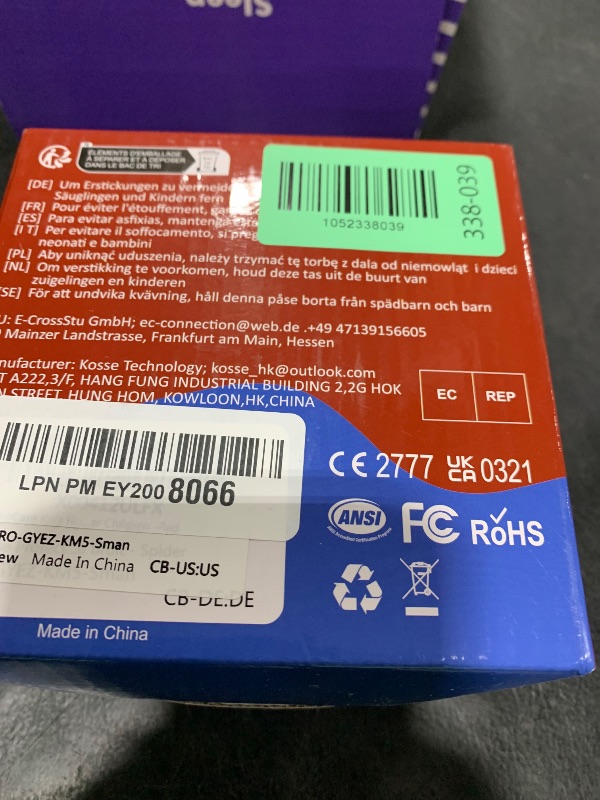 Sleep
ÉLÉMENTS D'EMBALLAGE
À SÉPARER ET À DÉPOSER
DANS LE BAC DE TRI
1052338039
338-039
[DE] Um Erstickungen zu vermeide
Säuglingen und Kindern fern
[FR] Pour éviter l'étouffement,
[ES] Para evitar asfixias, manteng
[IT] Per evitare il soffocamento, si preg
neonati e bambini
[PL] Aby uniknąć uduszenia, należy trzymać tę torbę z dala od niemowląt i dzieci
[NL] Om verstikking te voorkomen, houd deze tas uit de buurt van
zuigelingen en kinderen
SE] För att undvika kvävning, håll denna påse borta från spädbarn och barn
U: E-CrossStu GmbH; ec-connection@web.de .+49 47139156605
Mainzer Landstrasse, Frankfurt am Main, Hessen
nufacturer: Kosse Technology; kosse_hk@outlook.com
T A222,3/F, HANG FUNG INDUSTRIAL BUILDING 2,2G HOK
N STREET, HUNG HOM, KOWLOON,HK,CHINA
EC REP
LPN PM EY200 8066
CE 2777 UK CA 0321
ANSI
FC RoHS
RO-GYEZ-KM5-Sman
ew Made In China CB-US:US
CB-DE:DE
Made in China